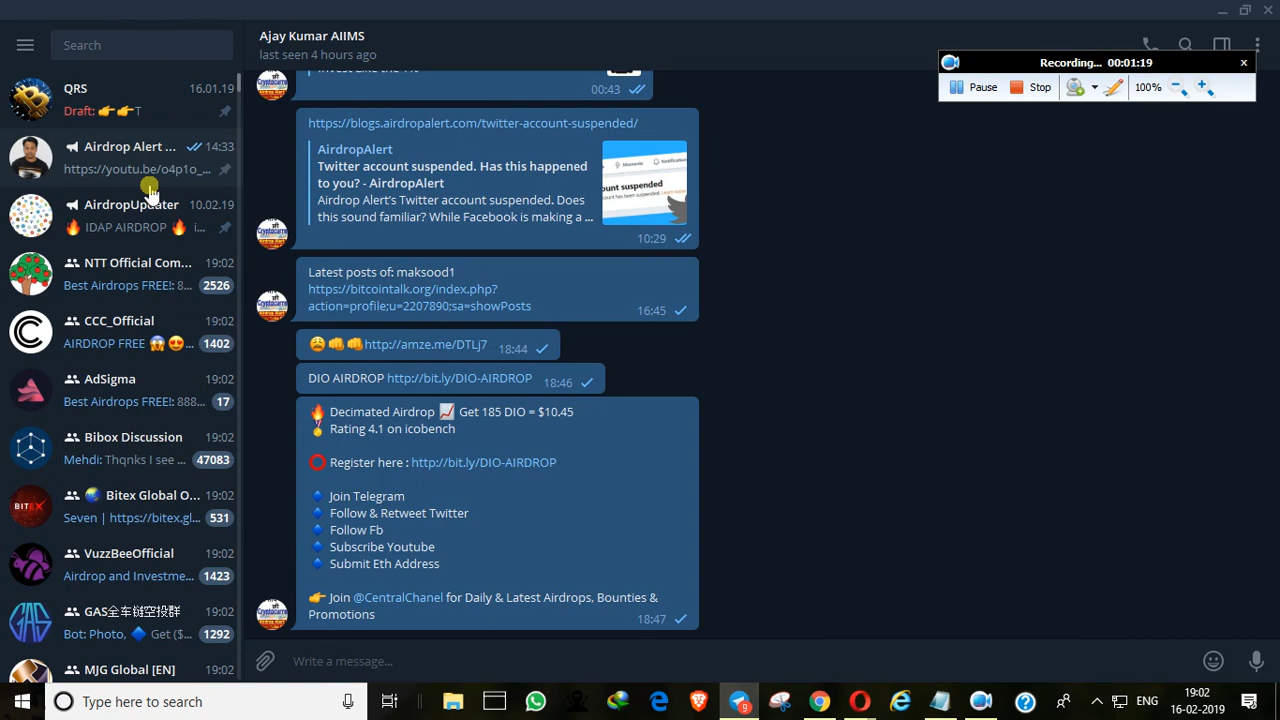 Search
QRS 16.01.19
Draft: 👉👉T
Airdrop Alert ... 14:33
http://youtu.be/o4p1o_...
AirdropUpdater 10.02.19
🔥 IDAP AIRDROP 🔥 i...
NTT Official Com... 19:02
Best Airdrops FREE!: 8... 2526
CCC_Official 19:02
AIRDROP FREE 😱😍... 1402
AdSigma 19:02
Best Airdrops FREE!: 888... 17
Bibox Discussion 19:02
Mehdi: Thqnks I see ... 47083
🌏 Bitex Global O... 19:02
Seven | https://bitex.gl... 531
VuzzBeeOfficial 19:02
Airdrop and Investme... 1423
GAS全车链空投群 19:02
Bot: Photo, 🔷 Get ($... 1292
MJG Global [EN] 19:02
Ajay Kumar AIIMS
last seen 4 hours ago
Recording... 00:01:19
Pause Stop 100%
00:43
https://blogs.airdropalert.com/twitter-account-suspended/
AirdropAlert
Twitter account suspended. Has this happened
to you? - AirdropAlert
Airdrop Alert's Twitter account suspended. Does
this sound familiar? While Facebook is making a ...
Moments
ount suspended
10:29
Latest posts of: maksood1
https://bitcointalk.org/index.php?
action=profile;u=2207890;sa=showPosts
16:45
😩👊👊http://amze.me/DTLj7 18:44
DIO AIRDROP http://bit.ly/DIO-AIRDROP 18:46
🔥 Decimated Airdrop 📈 Get 185 DIO = $10.45
🏅 Rating 4.1 on icobench
⭕ Register here : http://bit.ly/DIO-AIRDROP
🔹 Join Telegram
🔹 Follow & Retweet Twitter
🔹 Follow Fb
🔹 Subscribe Youtube
🔹 Submit Eth Address
👉 Join @CentralChanel for Daily & Latest Airdrops, Bounties &
Promotions
18:47
Write a message...
Type here to search
9
ENG
19:02
16-02-2019